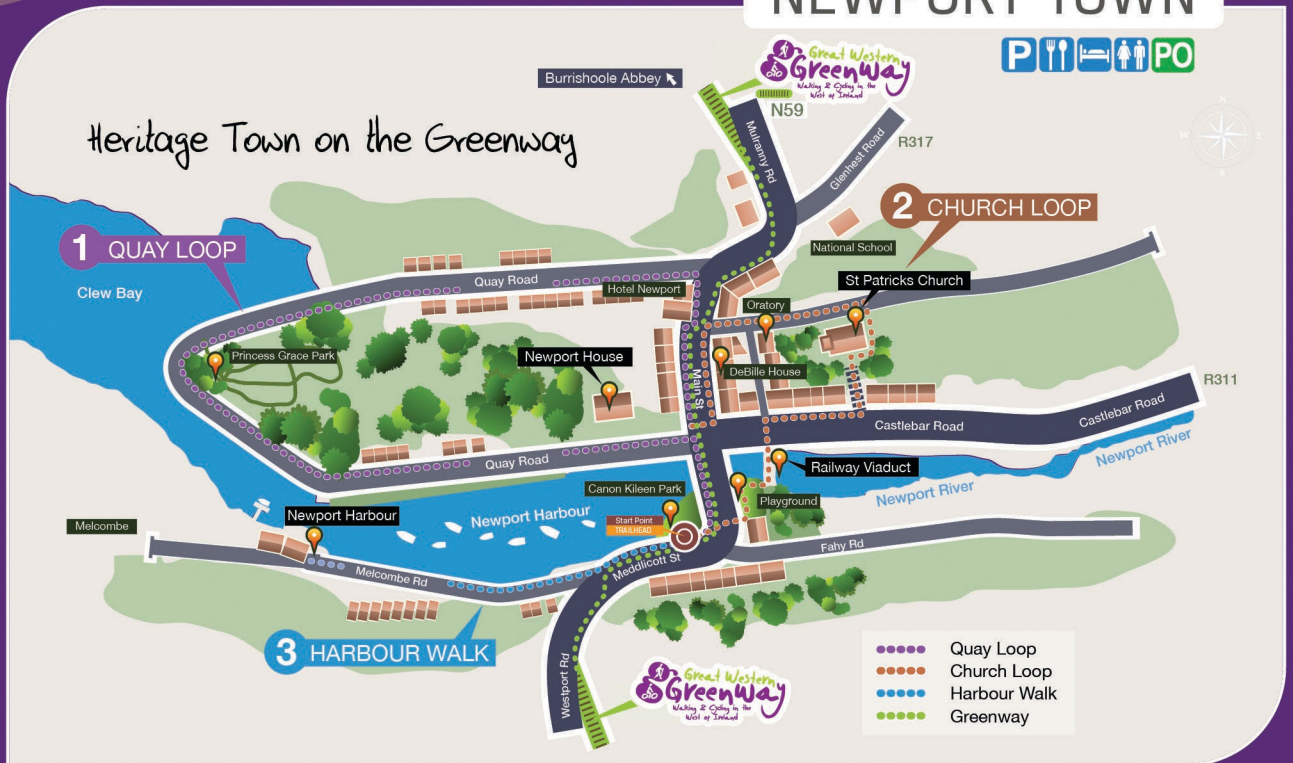 NEWPORT TOWN
P
PO
Great Western
Greenway
Walking & Cycling in the
West of Ireland
Burrishoole Abbey
N59
Heritage Town on the Greenway
Mulranny Rd
Glenhest Road
R317
N
W
E
S
2 CHURCH LOOP
1 QUAY LOOP
National School
Quay Road
St Patricks Church
Clew Bay
Hotel Newport
Oratory
Princess Grace Park
Newport House
DeBille House
Main St
R311
Castlebar Road
Castlebar Road
Quay Road
Railway Viaduct
Newport River
Newport River
Canon Kileen Park
Playground
Newport Harbour
Newport Harbour
Start Point
TRAILHEAD
Melcombe
Fahy Rd
Meddlicott St
Melcombe Rd
3 HARBOUR WALK
Westport Rd
Great Western
Greenway
Walking & Cycling in the
West of Ireland
Quay Loop
Church Loop
Harbour Walk
Greenway